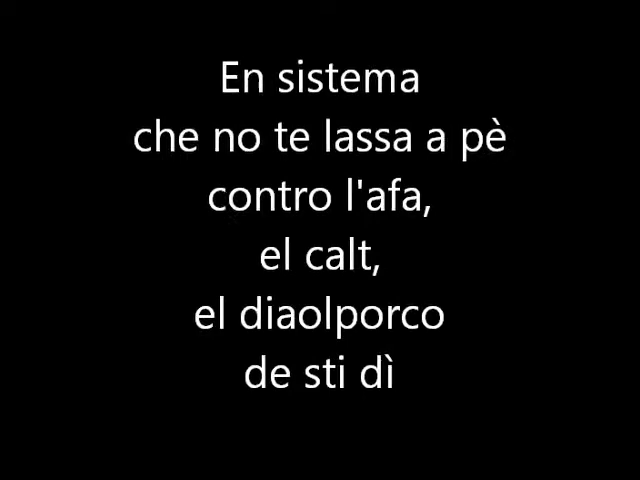 En sistema
che no te lassa a pè
contro l'afa,
el calt,
el diaolporco
de sti dì